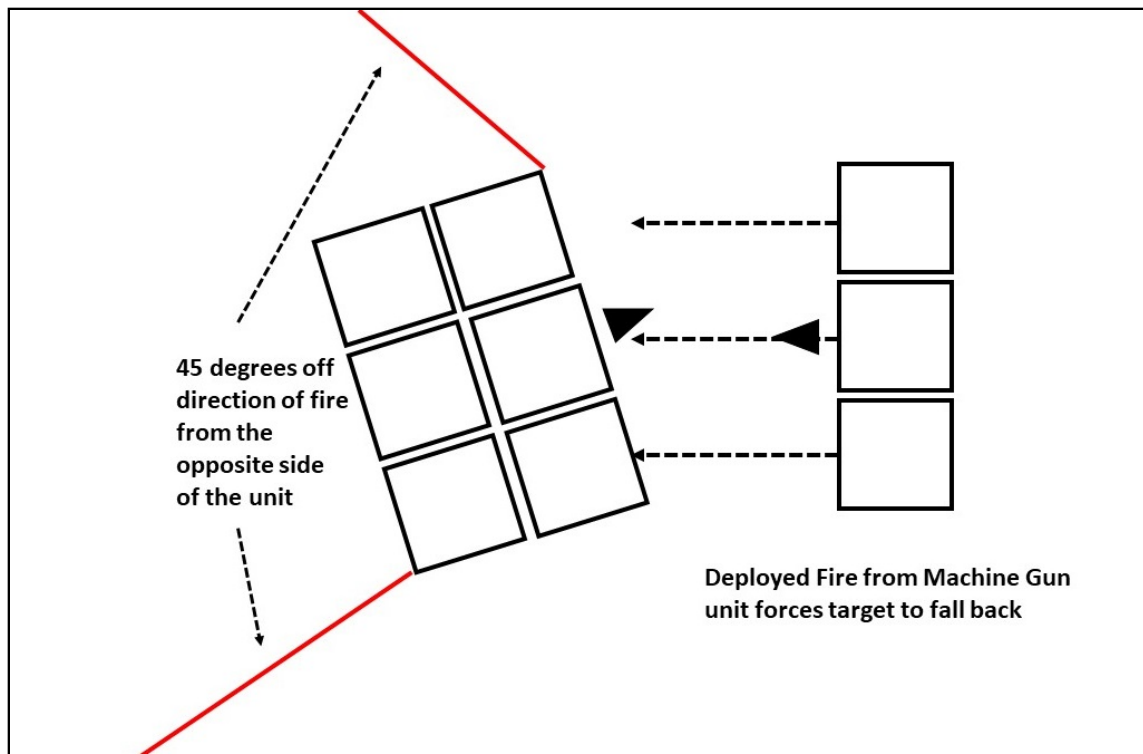 45 degrees off
direction of fire
from the
opposite side
of the unit
Deployed Fire from Machine Gun
unit forces target to fall back